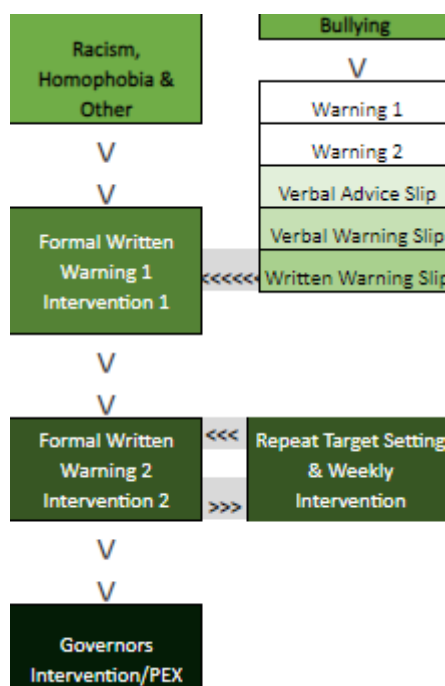 Racism,
Homophobia &
Other
V
V
Formal Written
Warning 1
Intervention 1
V
V
Formal Written
Warning 2
Intervention 2
V
V
Governors
Intervention/PEX
Bullying
V
Warning 1
Warning 2
Verbal Advice Slip
Verbal Warning Slip
<<<<<< Written Warning Slip
<<<
>>>
Repeat Target Setting
& Weekly
Intervention